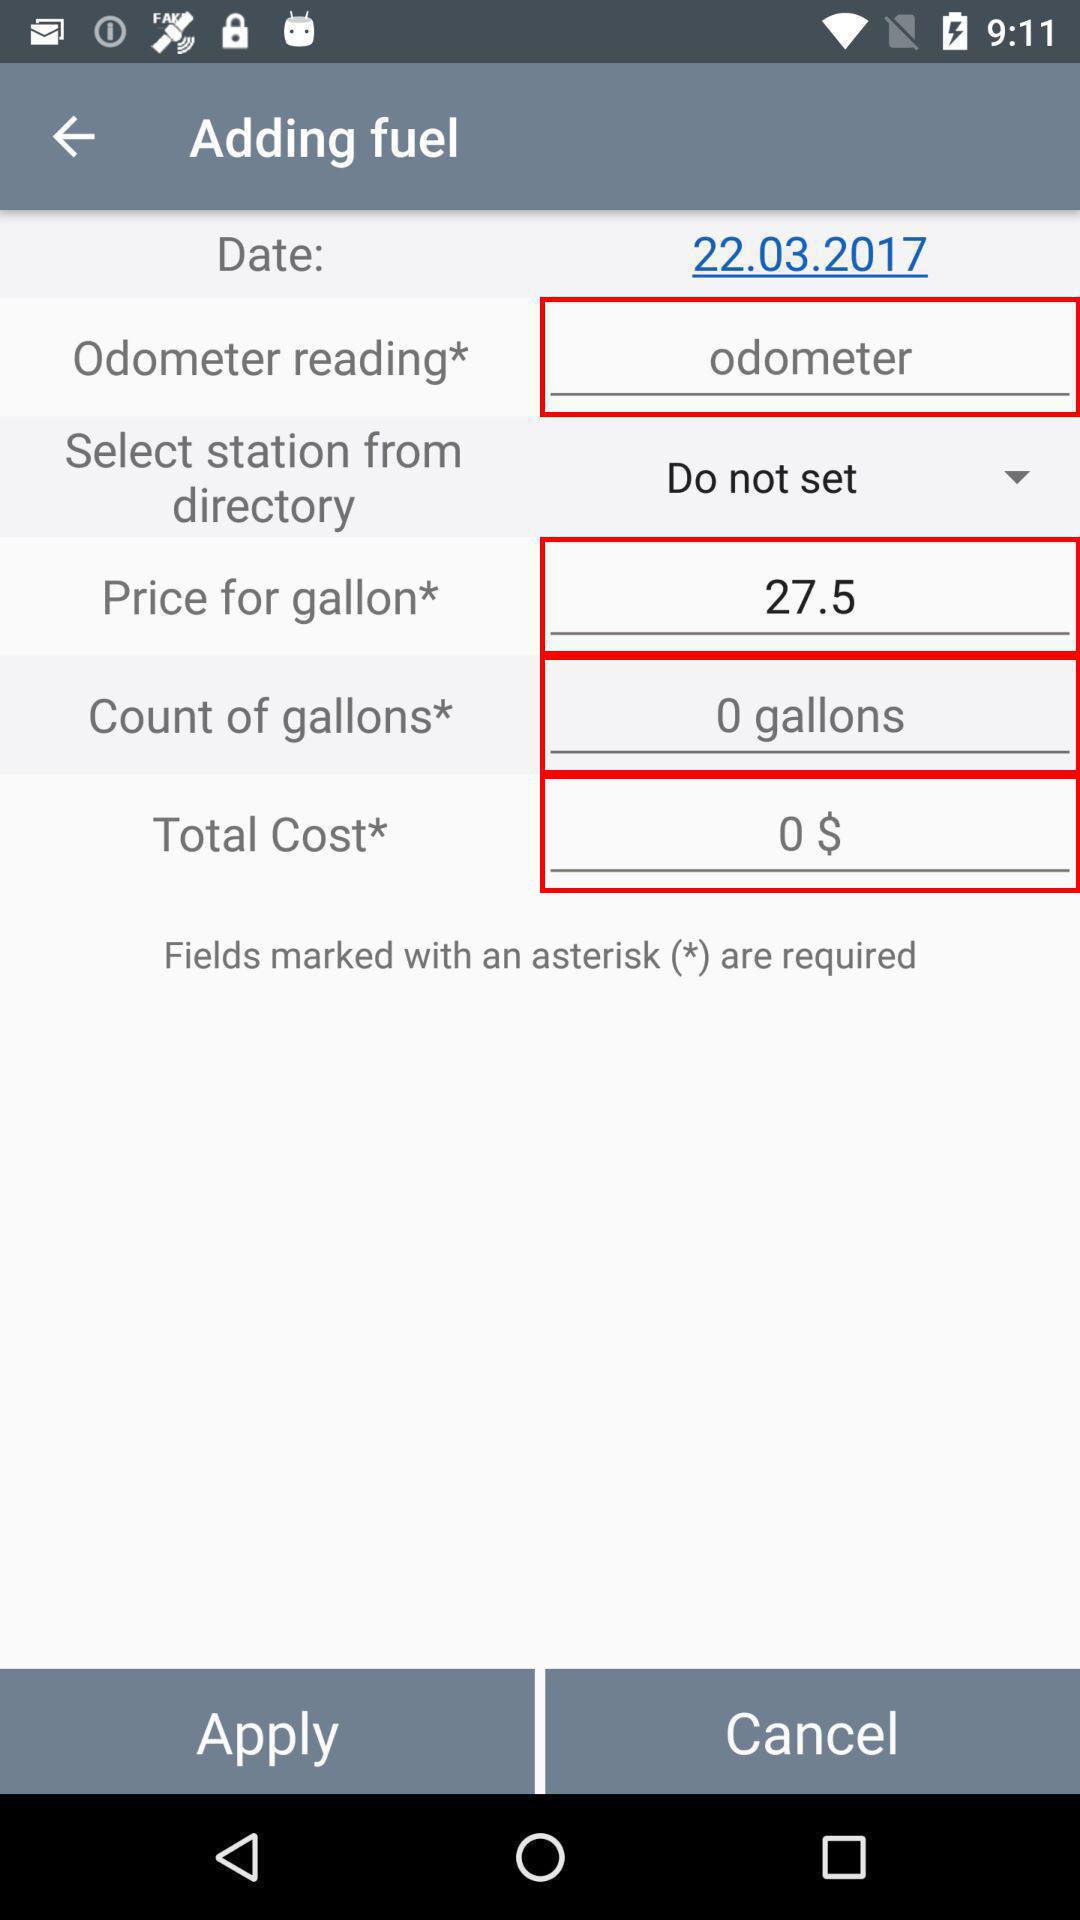 FAKE
9:11
Adding fuel
Date:
22.03.2017
Odometer reading*
odometer
Select station from
directory
Do not set
Price for gallon*
27.5
Count of gallons*
0 gallons
Total Cost*
0 $
Fields marked with an asterisk (*) are required
Apply
Cancel